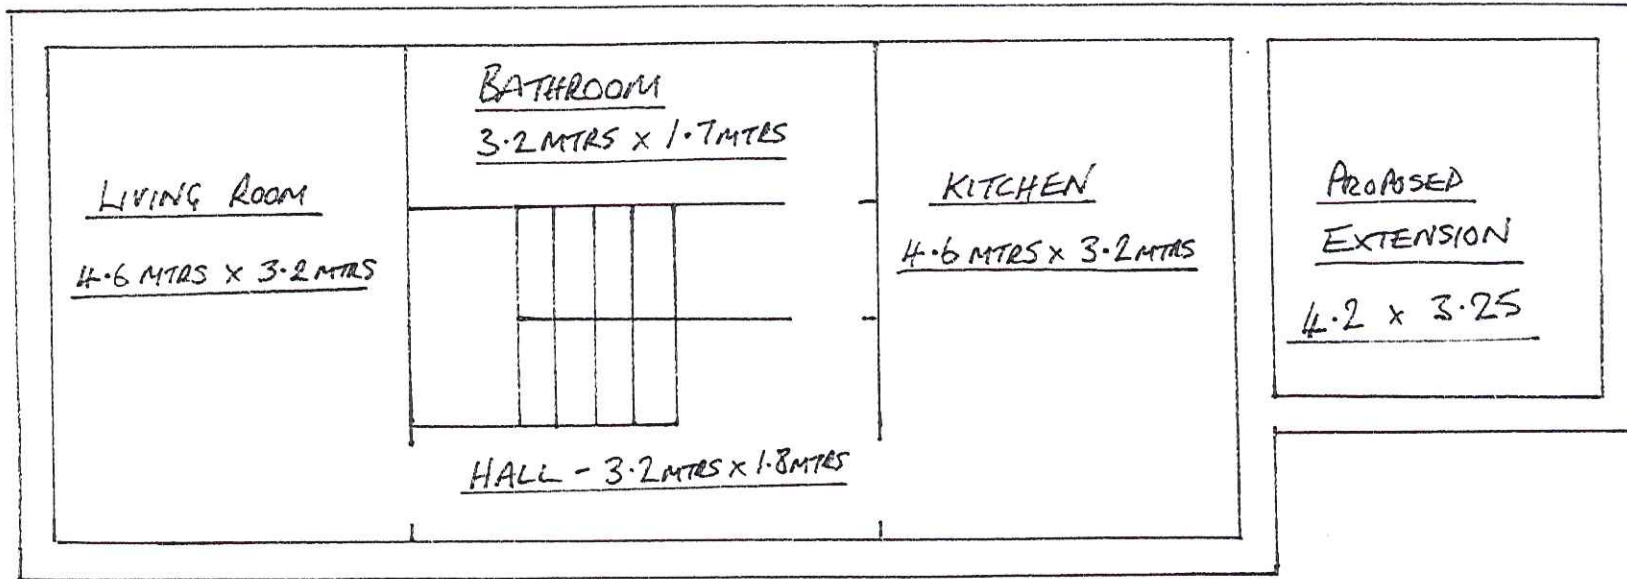 BATHROOM
3.2 MTRS x 1.7 MTRS
LIVING ROOM
4.6 MTRS x 3.2 MTRS
KITCHEN
4.6 MTRS x 3.2 MTRS
PROPOSED
EXTENSION
4.2 x 3.25
HALL - 3.2 MTRS x 1.8 MTRS